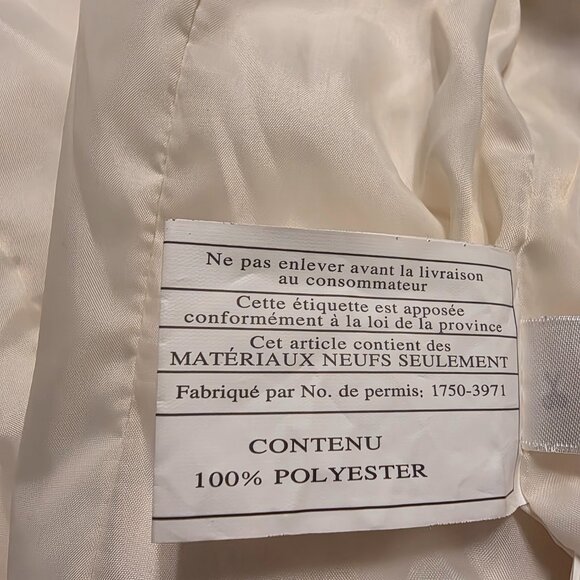 Ne pas enlever avant la livraison
au consommateur
Cette étiquette est apposée
conformément à la loi de la province
Cet article contient des
MATÉRIAUX NEUFS SEULEMENT
Fabriqué par No. de permis: 1750-3971
CONTENU
100% POLYESTER